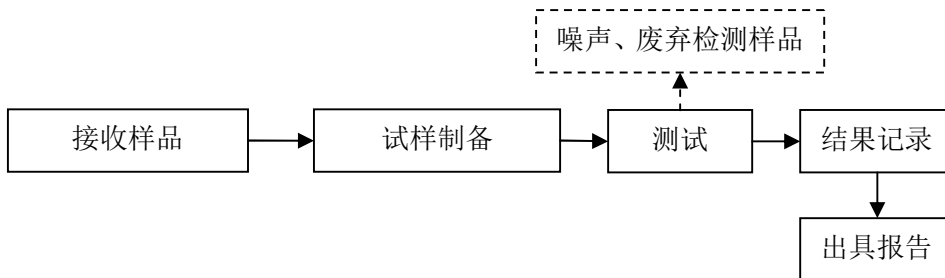 噪声、废弃检测样品
接收样品
试样制备
测试
结果记录
出具报告